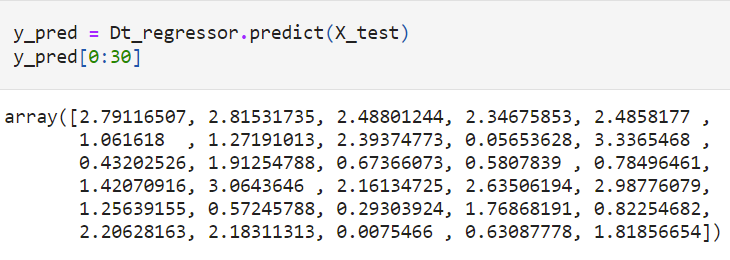 y_pred = Dt_regressor.predict(X_test)
y_pred[0:30]
array([2.79116507, 2.81531735, 2.48801244, 2.34675853, 2.4858177 ,
1.061618  , 1.27191013, 2.39374773, 0.05653628, 3.3365468 ,
0.43202526, 1.91254788, 0.67366073, 0.5807839 , 0.78496461,
1.42070916, 3.0643646 , 2.16134725, 2.63506194, 2.98776079,
1.25639155, 0.57245788, 0.29303924, 1.76868191, 0.82254682,
2.20628163, 2.18311313, 0.0075466 , 0.63087778, 1.81856654])